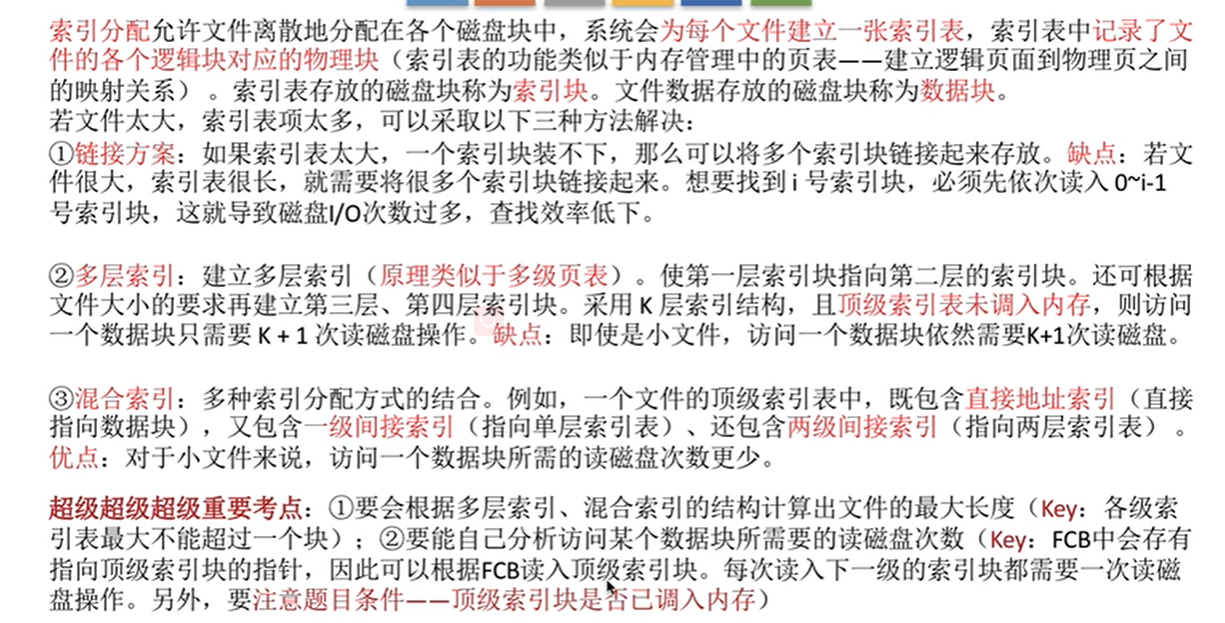 索引分配允许文件离散地分配在各个磁盘块中，系统会为每个文件建立一张索引表，索引表中记录了文
件的各个逻辑块对应的物理块（索引表的功能类似于内存管理中的页表——建立逻辑页面到物理页之间
的映射关系）。索引表存放的磁盘块称为索引块。文件数据存放的磁盘块称为数据块。
若文件太大，索引表项太多，可以采取以下三种方法解决：
①链接方案：如果索引表太大，一个索引块装不下，那么可以将多个索引块链接起来存放。缺点：若文
件很大，索引表很长，就需要将很多个索引块链接起来。想要找到 i 号索引块，必须先依次读入 0~i-1
号索引块，这就导致磁盘I/O次数过多，查找效率低下。
②多层索引：建立多层索引（原理类似于多级页表）。使第一层索引块指向第二层的索引块。还可根据
文件大小的要求再建立第三层、第四层索引块。采用 K 层索引结构，且顶级索引表未调入内存，则访问
一个数据块只需要 K + 1 次读磁盘操作。缺点：即使是小文件，访问一个数据块依然需要K+1次读磁盘。
③混合索引：多种索引分配方式的结合。例如，一个文件的顶级索引表中，既包含直接地址索引（直接
指向数据块），又包含一级间接索引（指向单层索引表）、还包含两级间接索引（指向两层索引表）。
优点：对于小文件来说，访问一个数据块所需的读磁盘次数更少。
超级超级超级重要考点：①要会根据多层索引、混合索引的结构计算出文件的最大长度（Key：各级索
引表最大不能超过一个块）；②要能自己分析访问某个数据块所需要的读磁盘次数（Key：FCB中会存有
指向顶级索引块的指针，因此可以根据FCB读入顶级索引块。每次读入下一级的索引块都需要一次读磁
盘操作。另外，要注意题目条件——顶级索引块是否已调入内存）